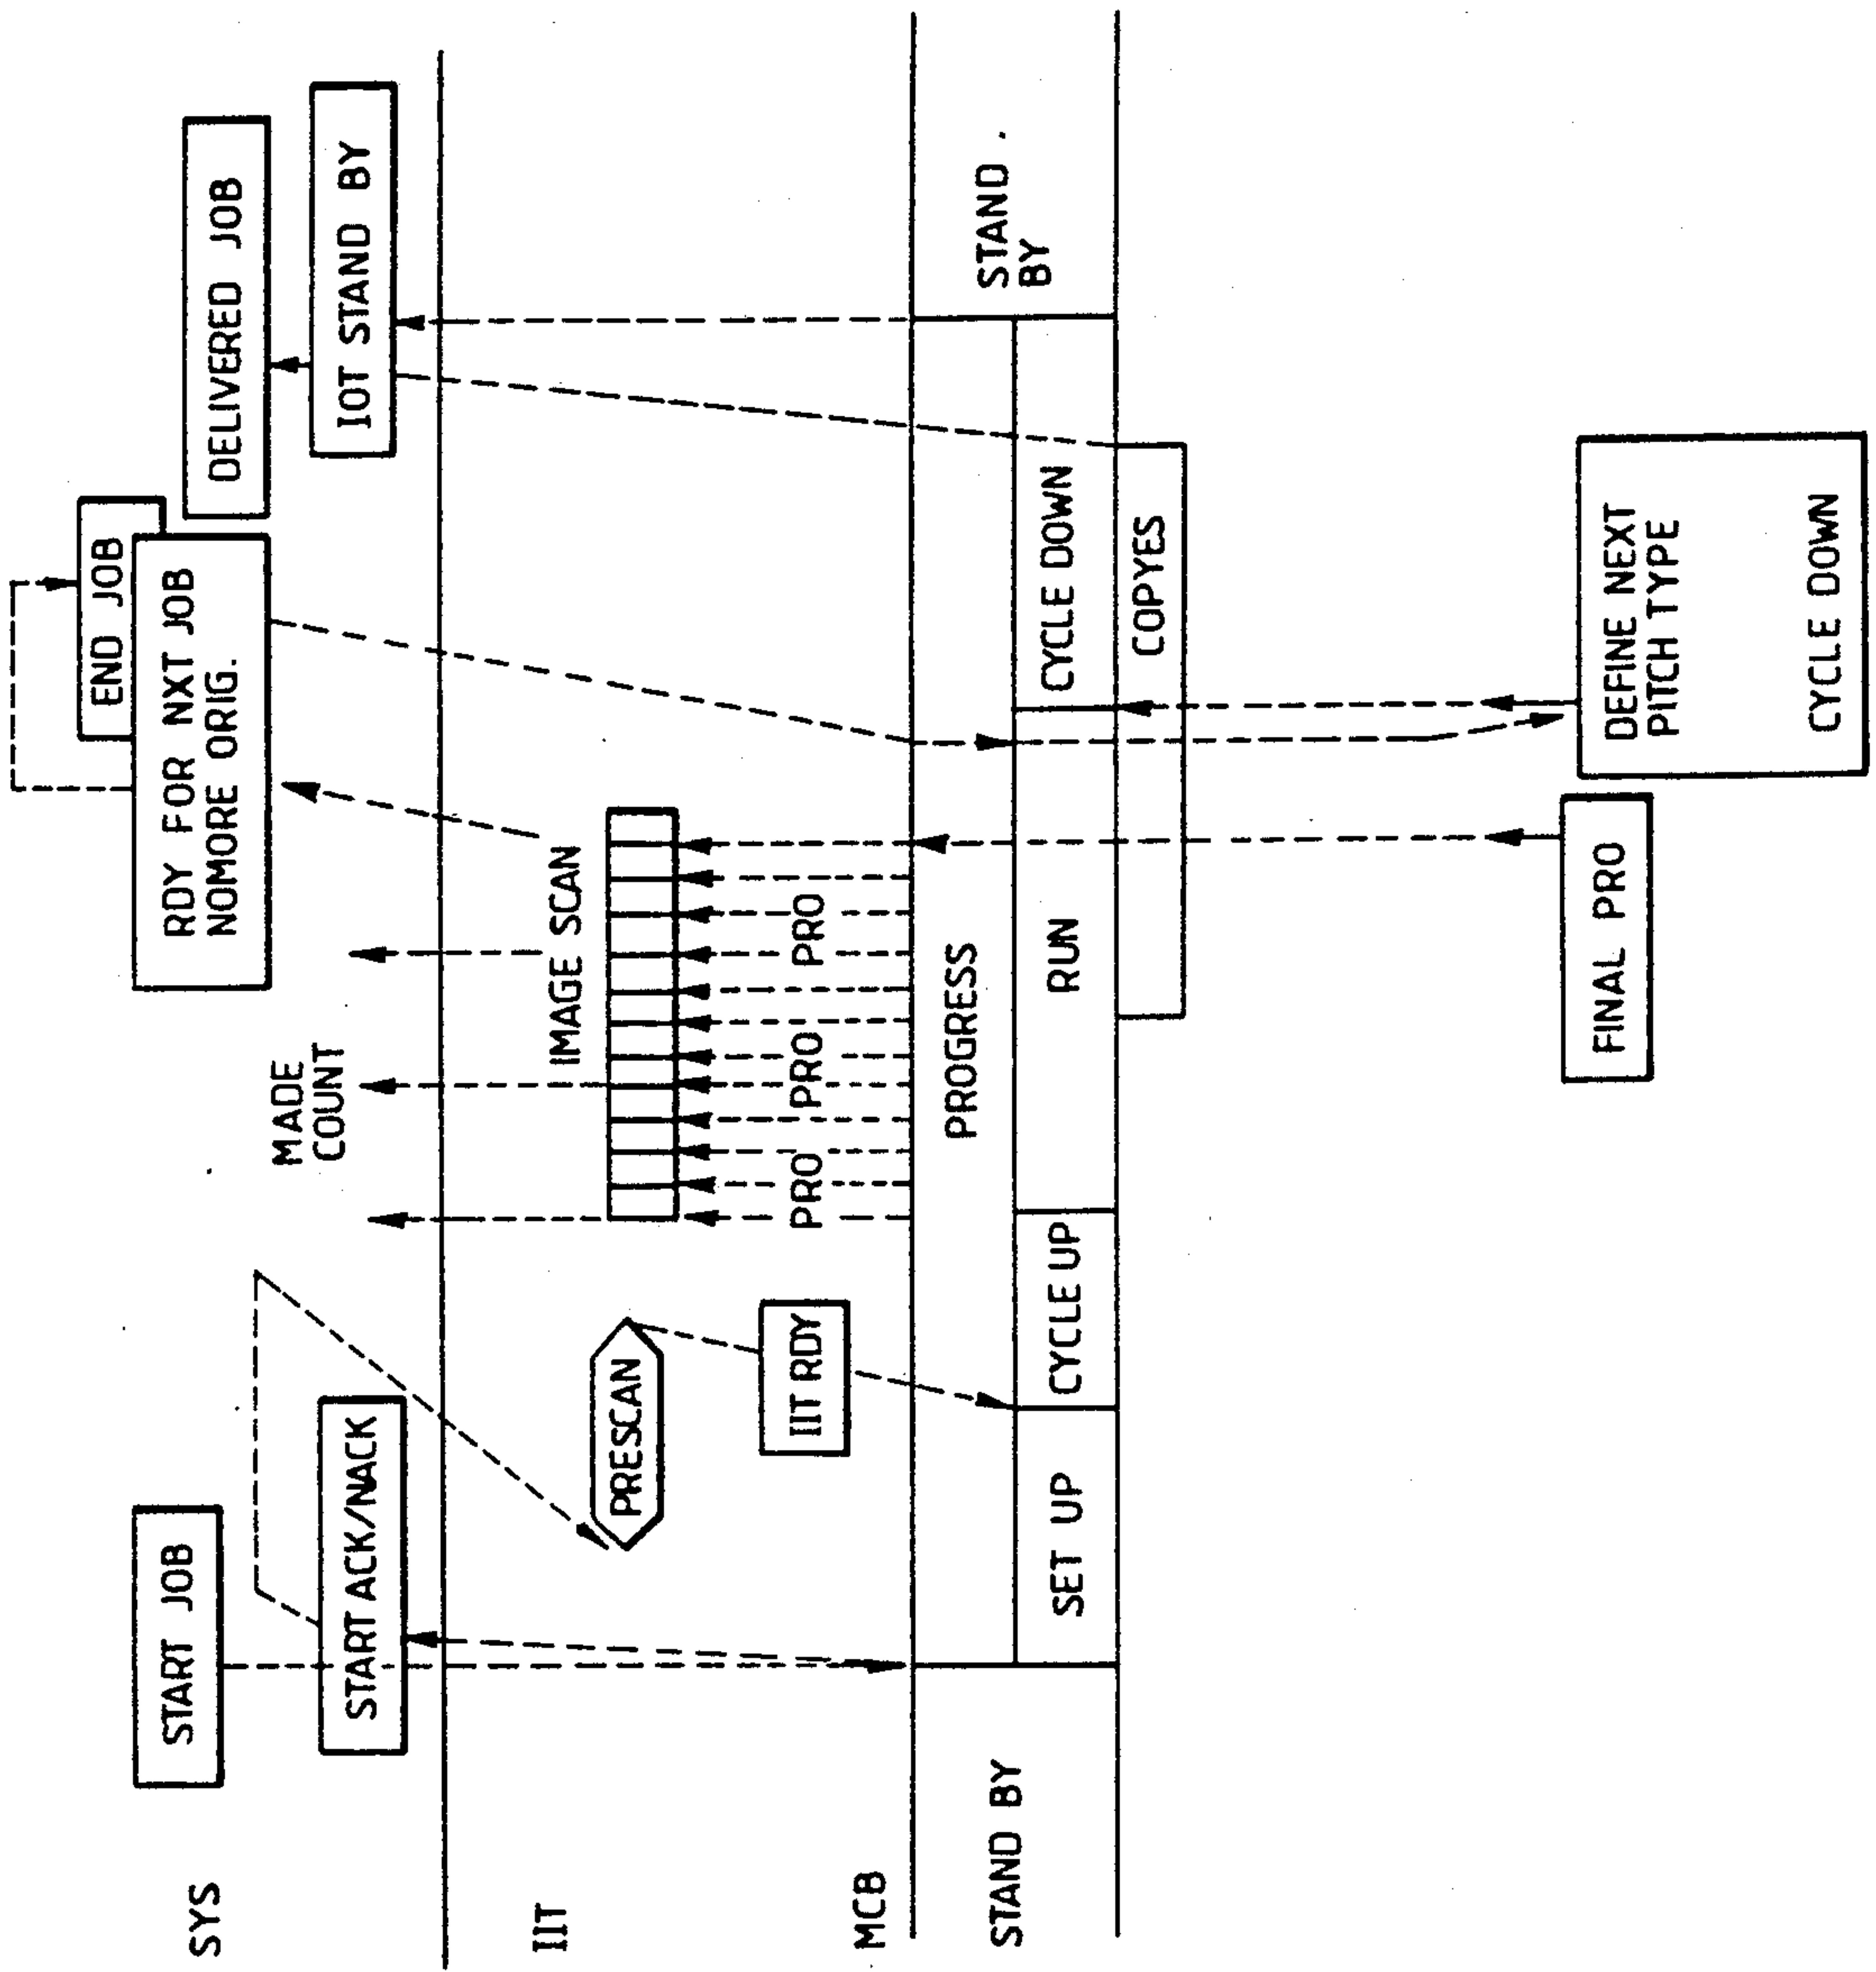 SYS
START JOB
START ACK/NACK
MADE
COUNT
END JOB
RDY FOR NXT JOB
NOMORE ORIG.
DELIVERED JOB
IOT STAND BY
IIT
PRESCAN
IIT RDY
IMAGE SCAN
PRO
PRO
PRO
MCB
STAND BY
PROGRESS
SET UP
CYCLE UP
RUN
CYCLE DOWN
STAND
BY
COPYES
FINAL PRO
DEFINE NEXT
PITCH TYPE
CYCLE DOWN